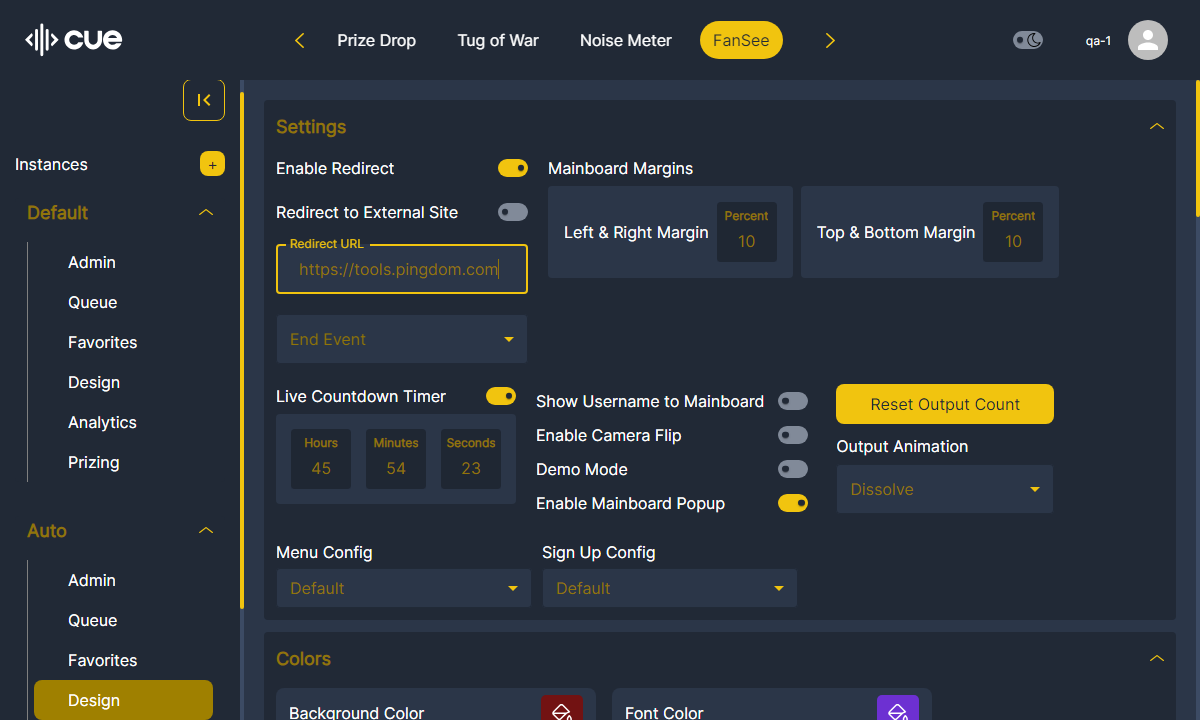 cue
Prize Drop
Tug of War
Noise Meter
FanSee
qa-1
Instances
+
Default
Admin
Queue
Favorites
Design
Analytics
Prizing
Auto
Admin
Queue
Favorites
Design
Settings
Enable Redirect
Redirect to External Site
Redirect URL
https://tools.pingdom.com
End Event
Mainboard Margins
Left & Right Margin
Percent
10
Top & Bottom Margin
Percent
10
Live Countdown Timer
Hours
45
Minutes
54
Seconds
23
Show Username to Mainboard
Enable Camera Flip
Demo Mode
Enable Mainboard Popup
Reset Output Count
Output Animation
Dissolve
Menu Config
Default
Sign Up Config
Default
Colors
Background Color
Font Color